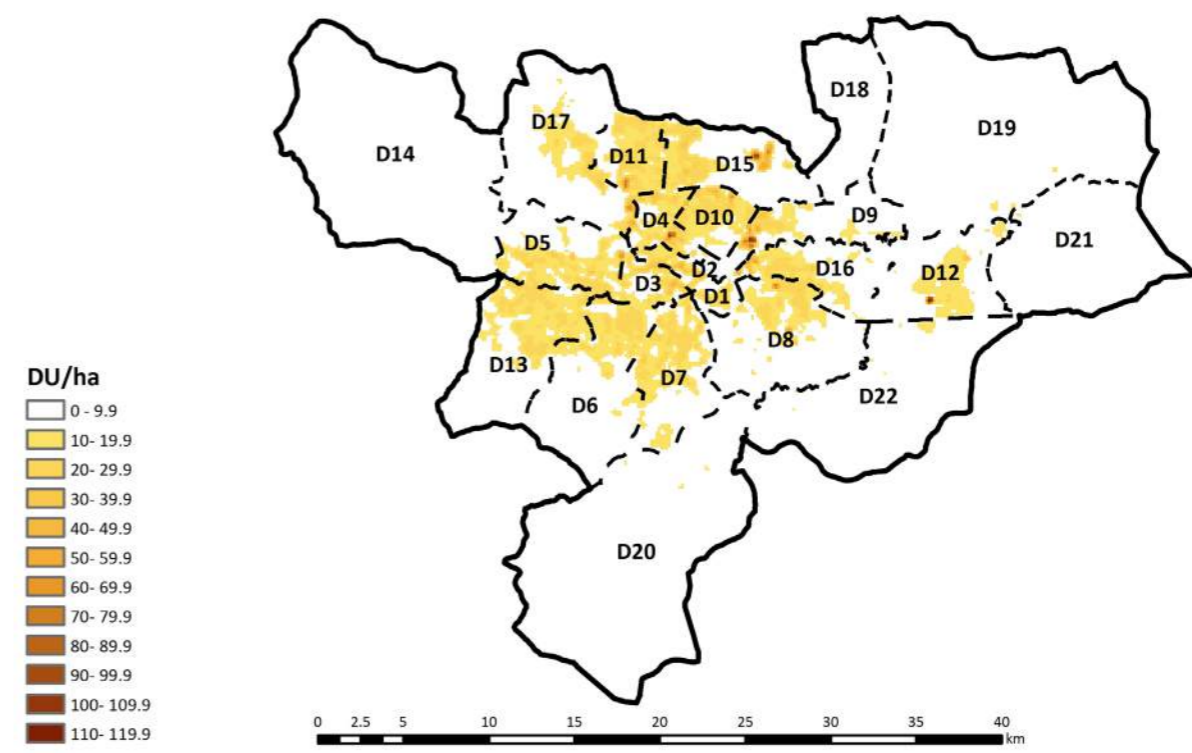 D18
D17
D19
D14
D11
D15
D4
D10
D9
D5
D21
D2
D16
D12
D3
D1
D8
D13
D7
D22
D6
D20
DU/ha
0 - 9.9
10- 19.9
20- 29.9
30- 39.9
40- 49.9
50- 59.9
60- 69.9
70- 79.9
80- 89.9
90- 99.9
100- 109.9
110- 119.9
0 2.5 5 10 15 20 25 30 35 40
km